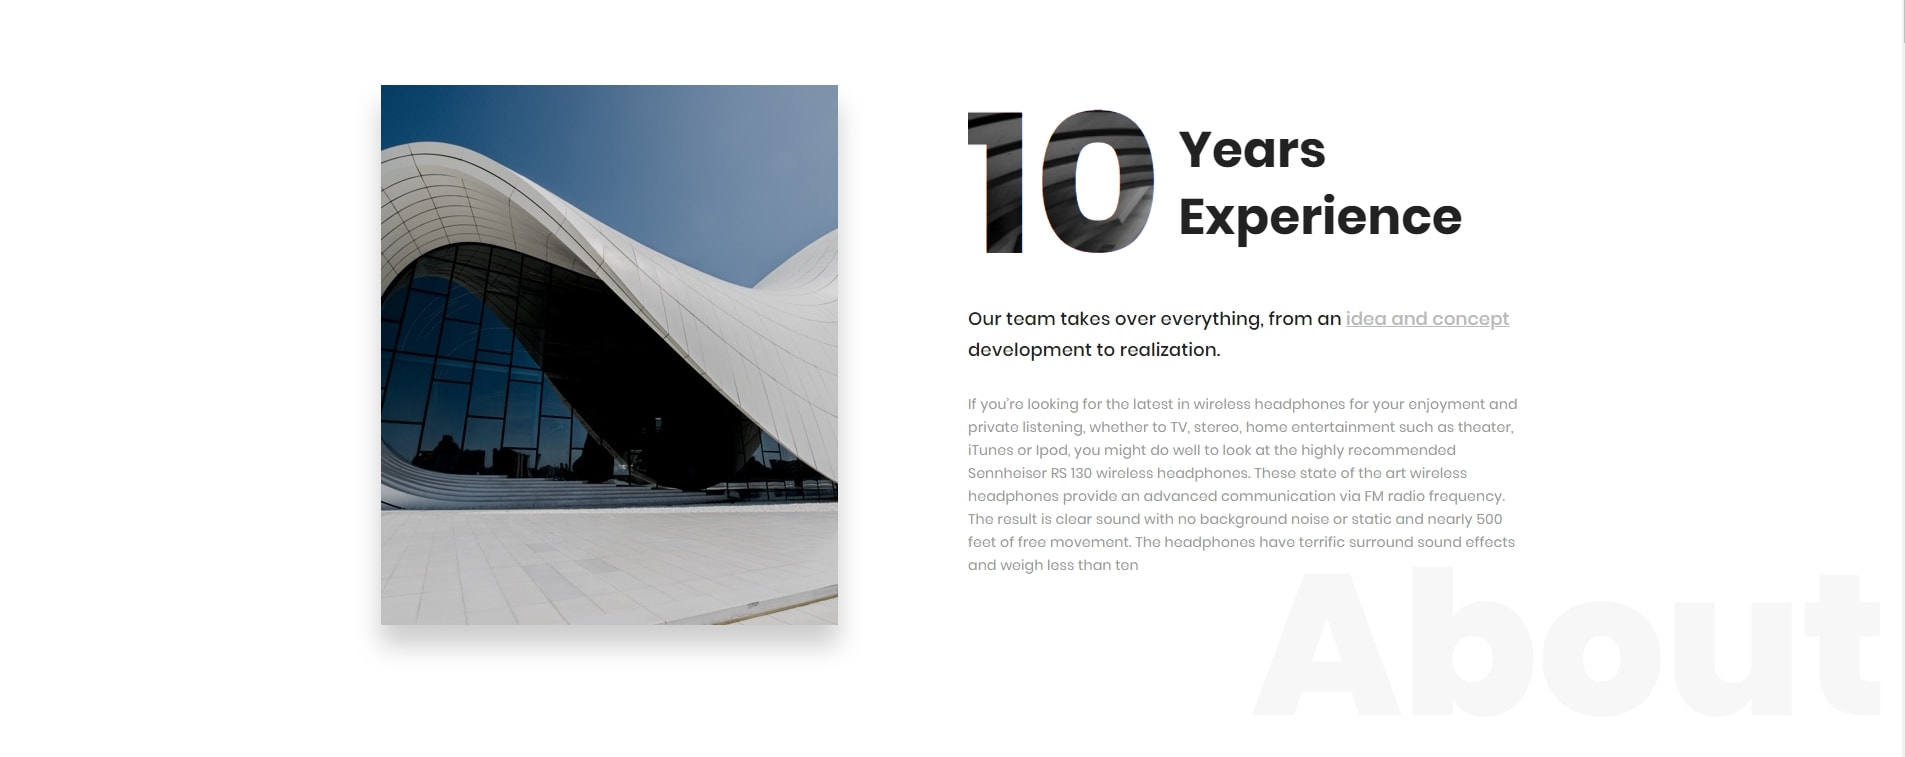 10
Years
Experience
Our team takes over everything, from an idea and concept
development to realization.
If you're looking for the latest in wireless headphones for your enjoyment and
private listening, whether to TV, stereo, home entertainment such as theater,
iTunes or Ipod, you might do well to look at the highly recommended
Sennheiser RS 130 wireless headphones. These state of the art wireless
headphones provide an advanced communication via FM radio frequency.
The result is clear sound with no background noise or static and nearly 500
feet of free movement. The headphones have terrific surround sound effects
and weigh less than ten
About